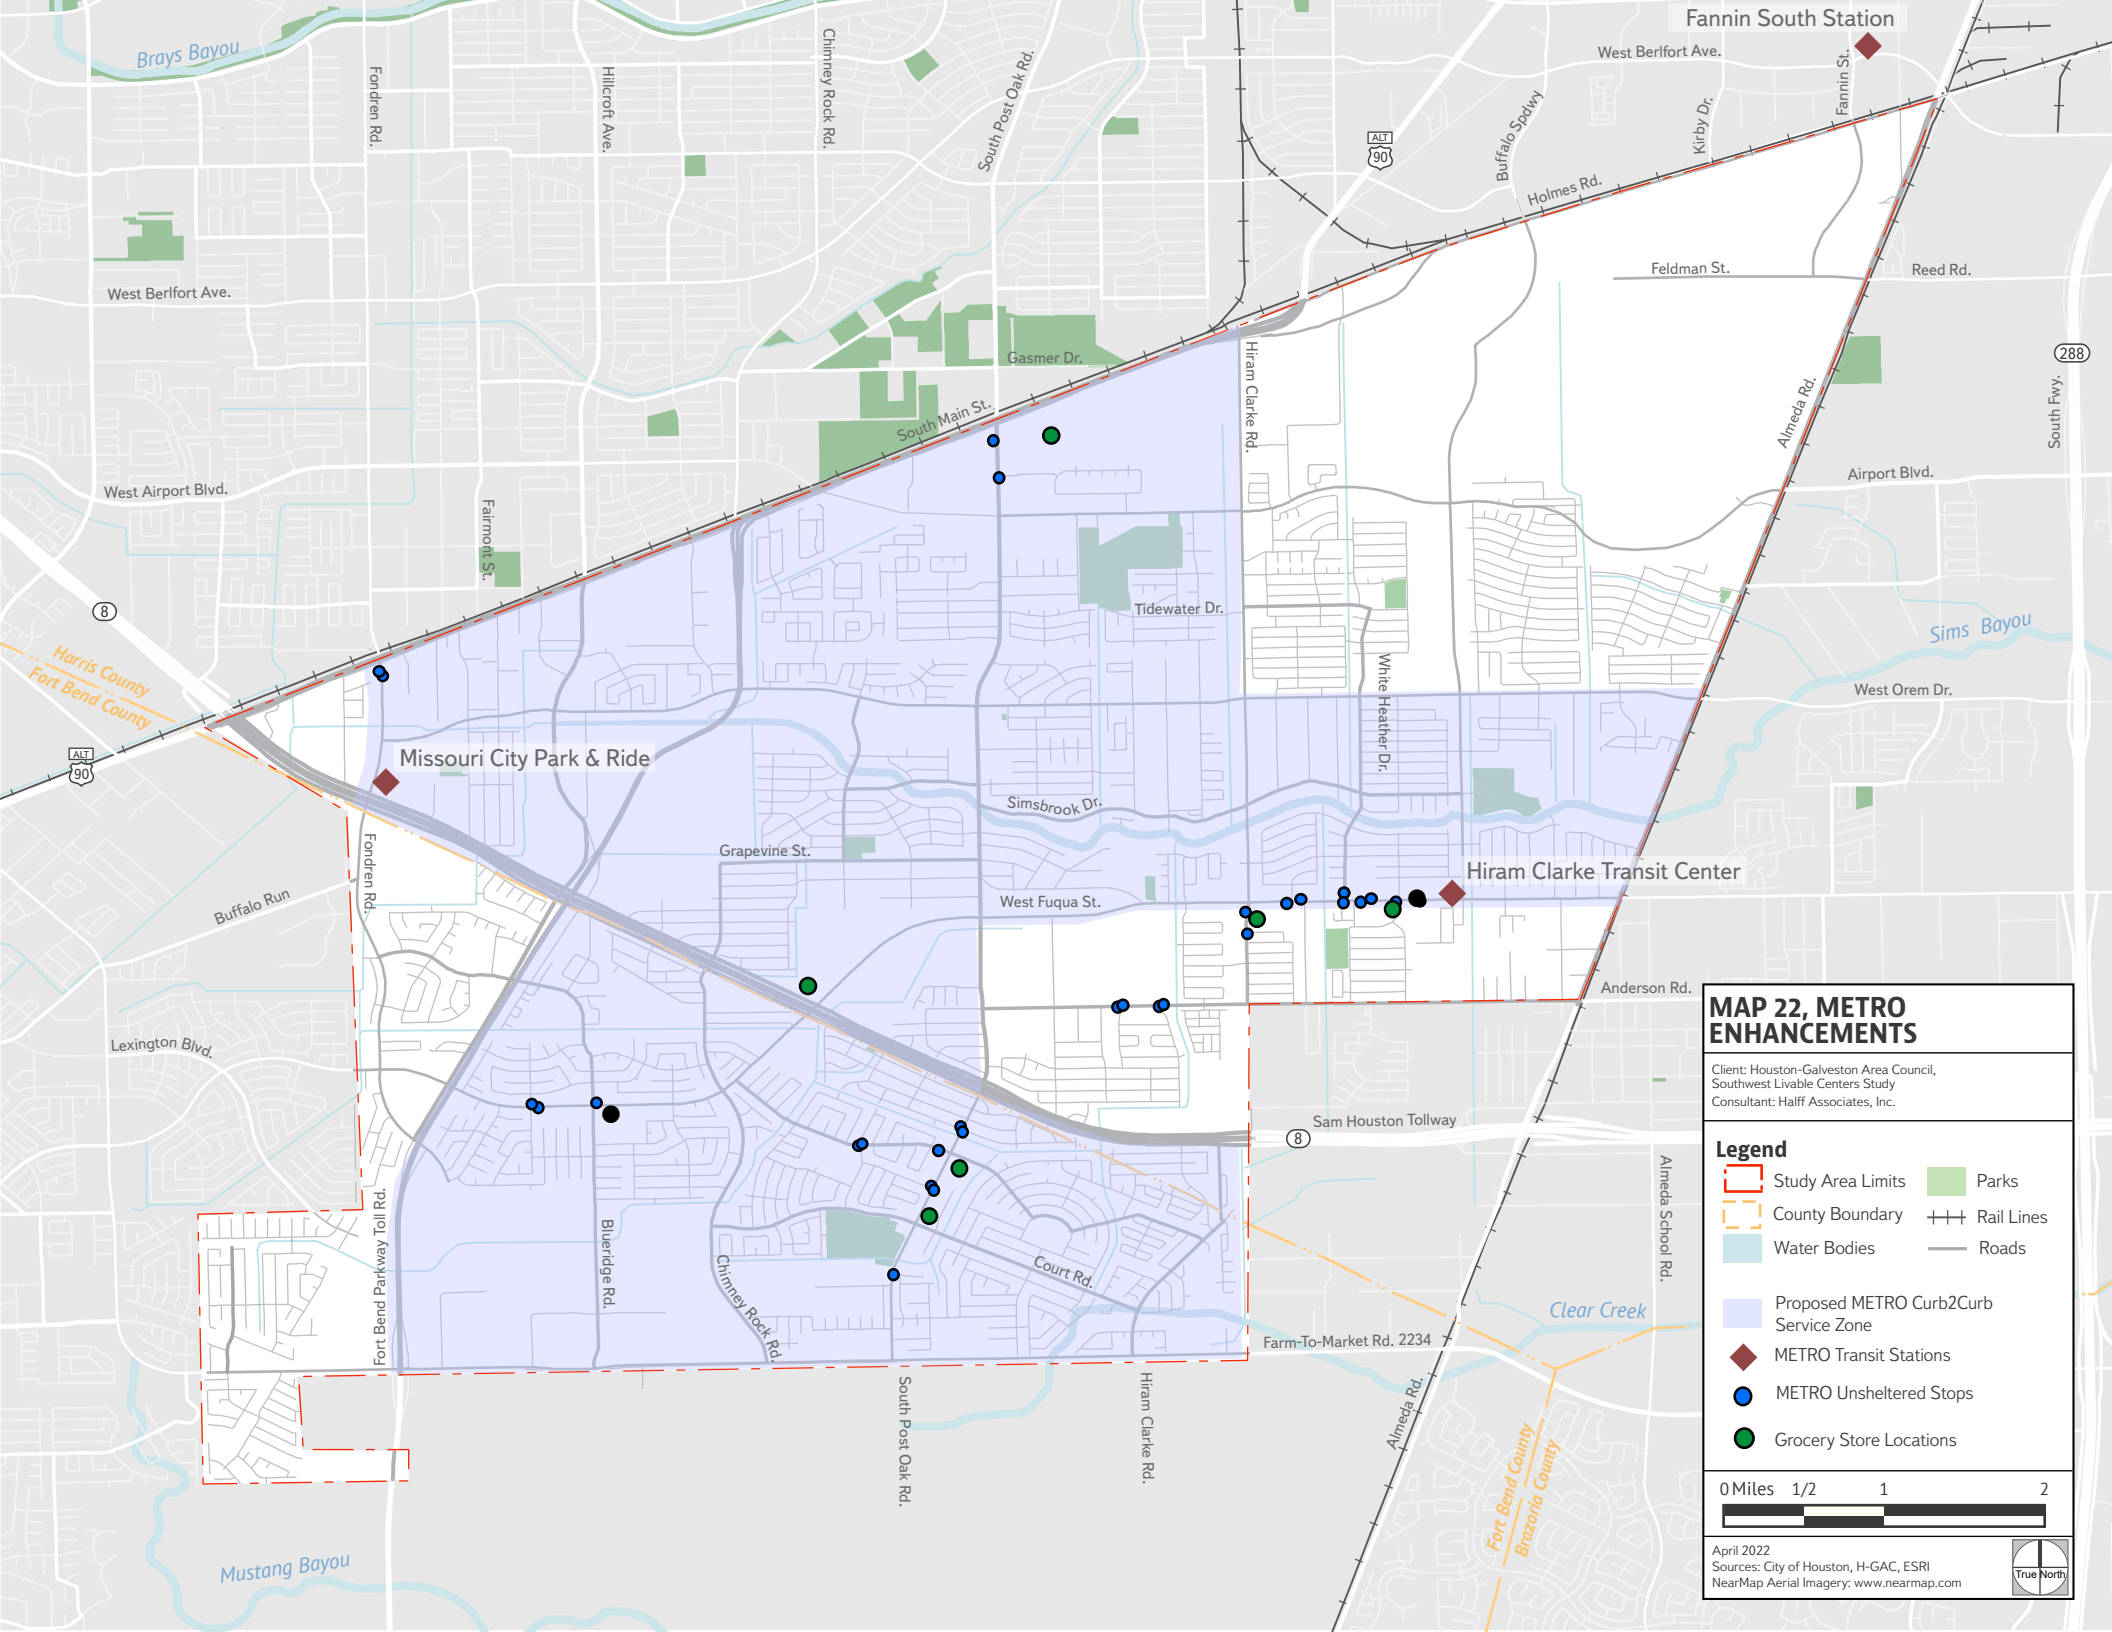 Fannin South Station
Brays Bayou
Fondren Rd.
Hillcroft Ave.
Chimney Rock Rd.
South Post Oak Rd.
ALT
90
Buffalo Spdwy
West Berlfort Ave.
Kirby Dr.
Fannin St.
Holmes Rd.
Feldman St.
Reed Rd.
West Berlfort Ave.
Gasmer Dr.
South Main St.
Hiram Clarke Rd.
288
South Fwy.
Almeda Rd.
West Airport Blvd.
Fairmont St.
Airport Blvd.
8
Tidewater Dr.
Sims Bayou
Harris County
Fort Bend County
White Heather Dr.
West Orem Dr.
ALT
90
Missouri City Park & Ride
Simsbrook Dr.
Grapevine St.
Fondren Rd.
Hiram Clarke Transit Center
Buffalo Run
West Fuqua St.
Anderson Rd.
Lexington Blvd.
Sam Houston Tollway
8
Almeda School Rd.
Fort Bend Parkway Toll Rd.
Blueridge Rd.
Chimney Rock Rd.
Court Rd.
Clear Creek
Farm-To-Market Rd. 2234
South Post Oak Rd.
Hiram Clarke Rd.
Almeda Rd.
Fort Bend County
Brazoria County
Mustang Bayou
MAP 22, METRO
ENHANCEMENTS
Client: Houston-Galveston Area Council,
Southwest Livable Centers Study
Consultant: Halff Associates, Inc.
Legend
Study Area Limits
Parks
County Boundary
Rail Lines
Water Bodies
Roads
Proposed METRO Curb2Curb
Service Zone
METRO Transit Stations
METRO Unsheltered Stops
Grocery Store Locations
0 Miles 1/2 1 2
April 2022
Sources: City of Houston, H-GAC, ESRI
NearMap Aerial Imagery: www.nearmap.com
True North